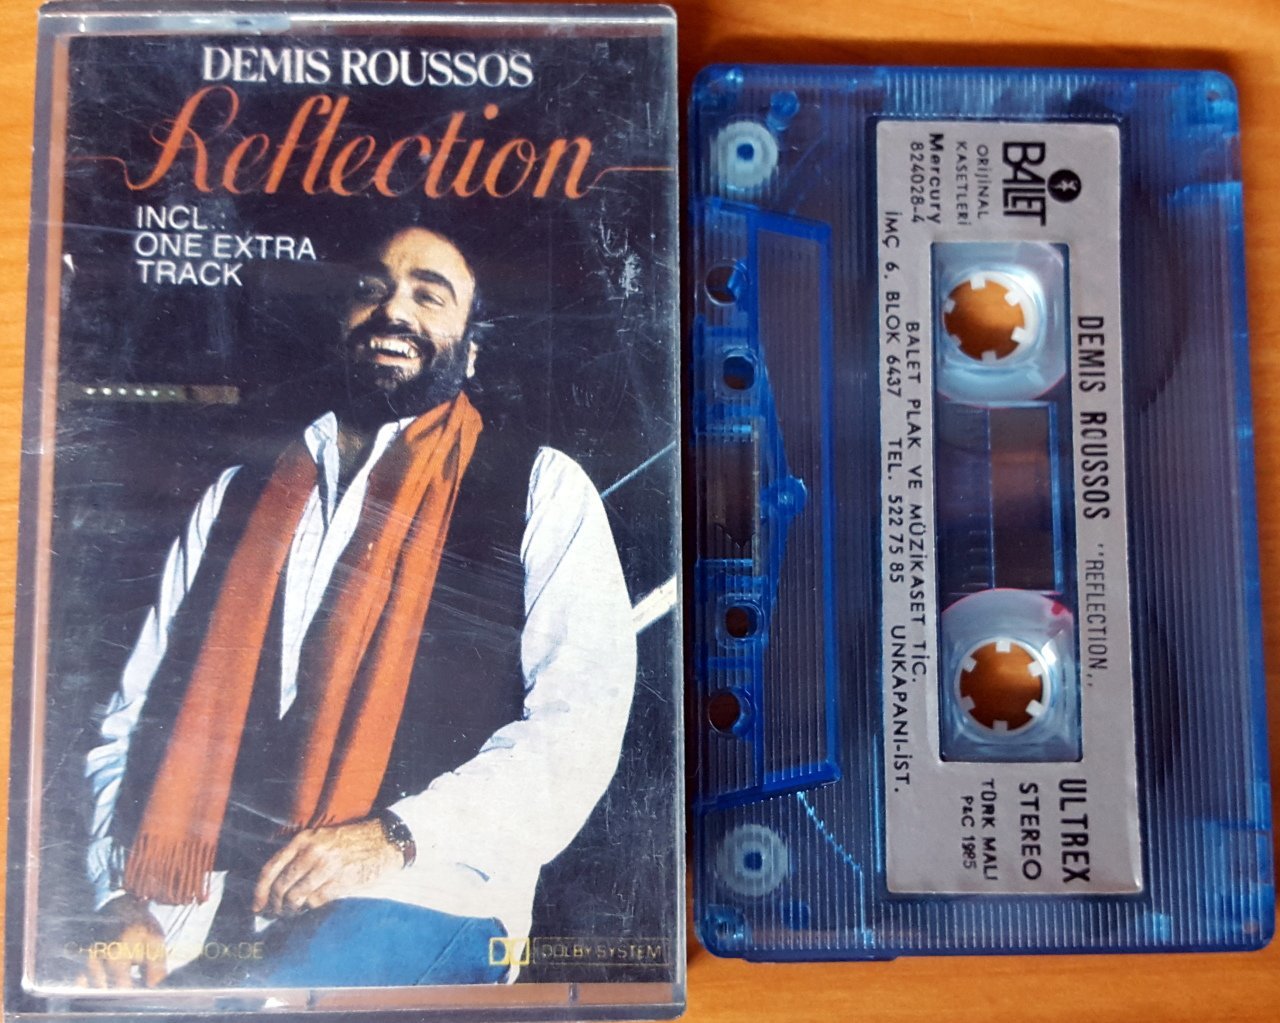 DEMIS ROUSSOS
Reflection
INCL.:
ONE EXTRA
TRACK
CHROMIUMDIOXIDE
DOLBY SYSTEM
BALET
ORİJİNAL
KASETLERİ
Mercury
824028-4
DEMIS ROUSSOS ''REFLECTION,,
ULTREX
STEREO
TÜRK MALI
P&C 1985
BALET PLAK VE MÜZİKASET TİC.
İMÇ 6. BLOK 6437 TEL. 522 75 85 UNKAPANI-İST.